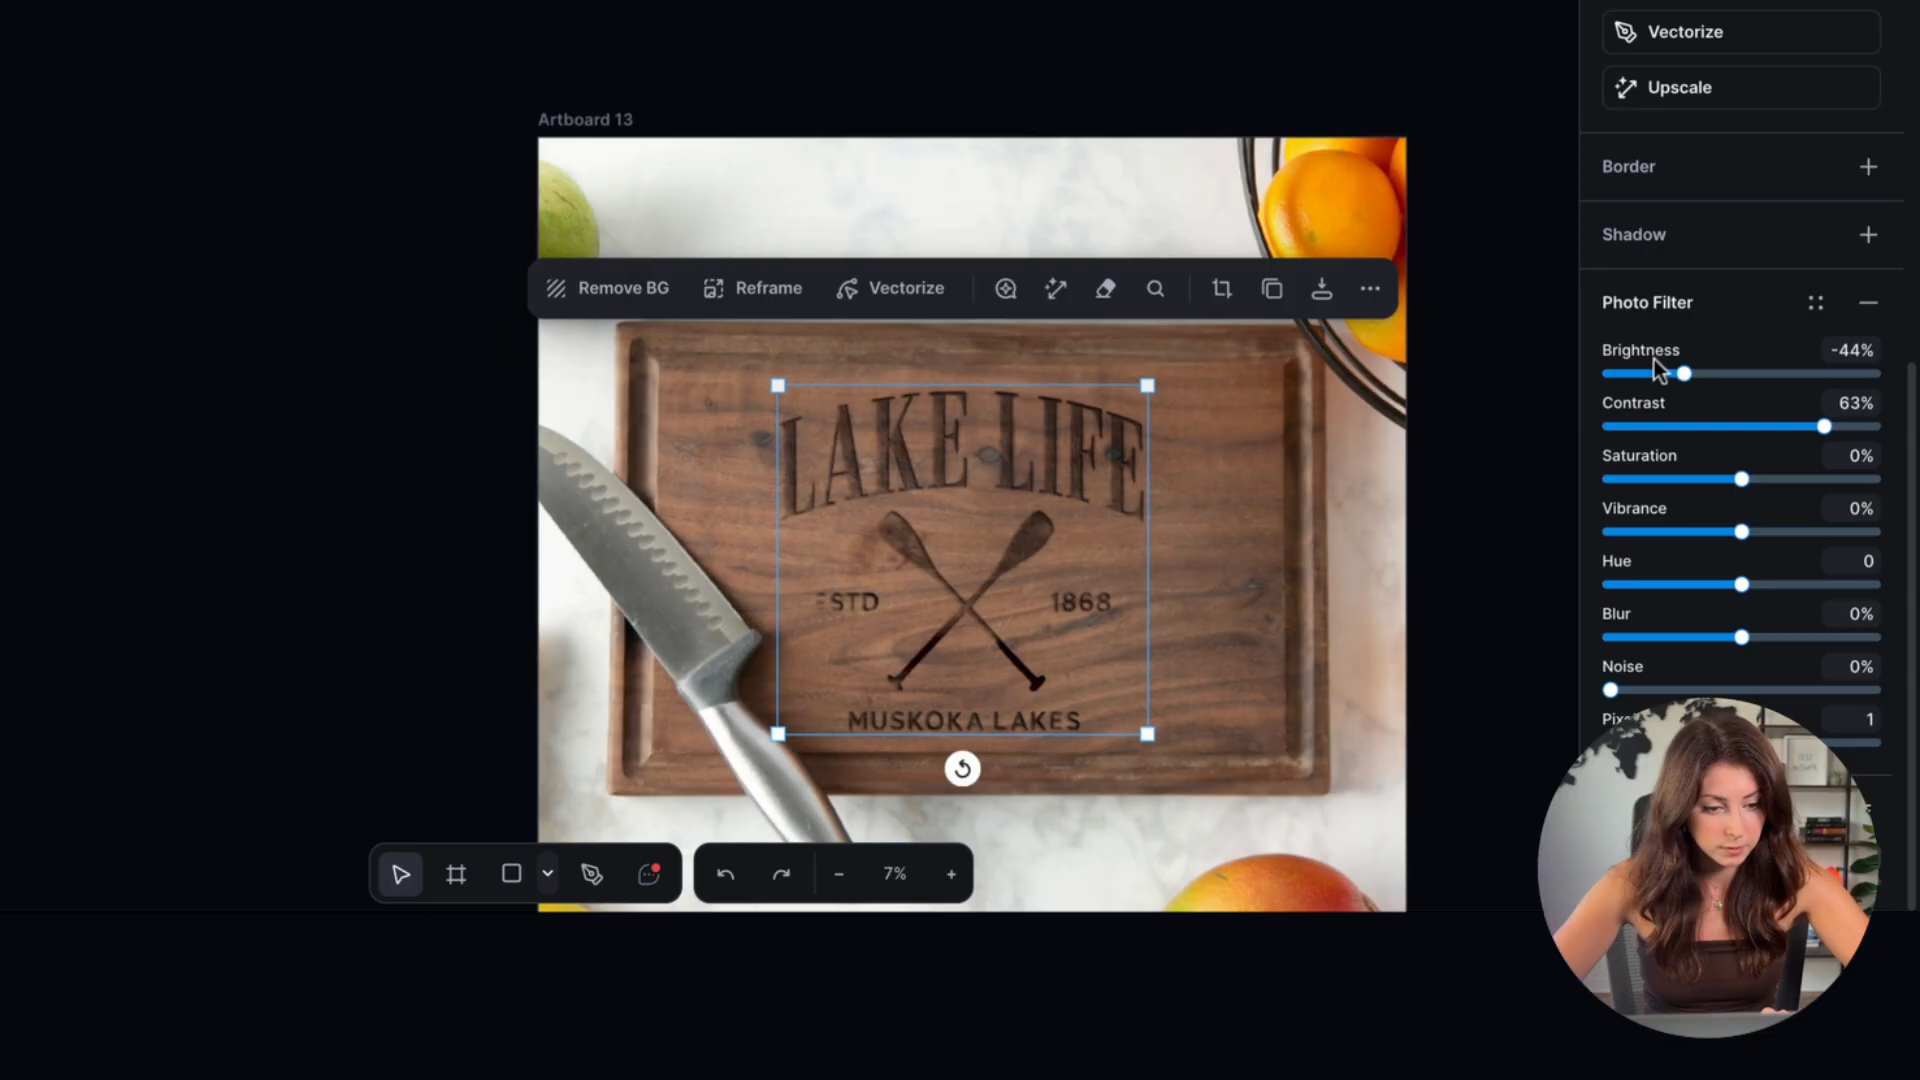 Vectorize
Upscale
Artboard 13
Border
Shadow
Remove BG
Reframe
Vectorize
Photo Filter
Brightness
-44%
Contrast
63%
Saturation
0%
Vibrance
0%
Hue
0
Blur
0%
Noise
0%
1
LAKE LIFE
STD
1868
MUSKOKA LAKES
7%